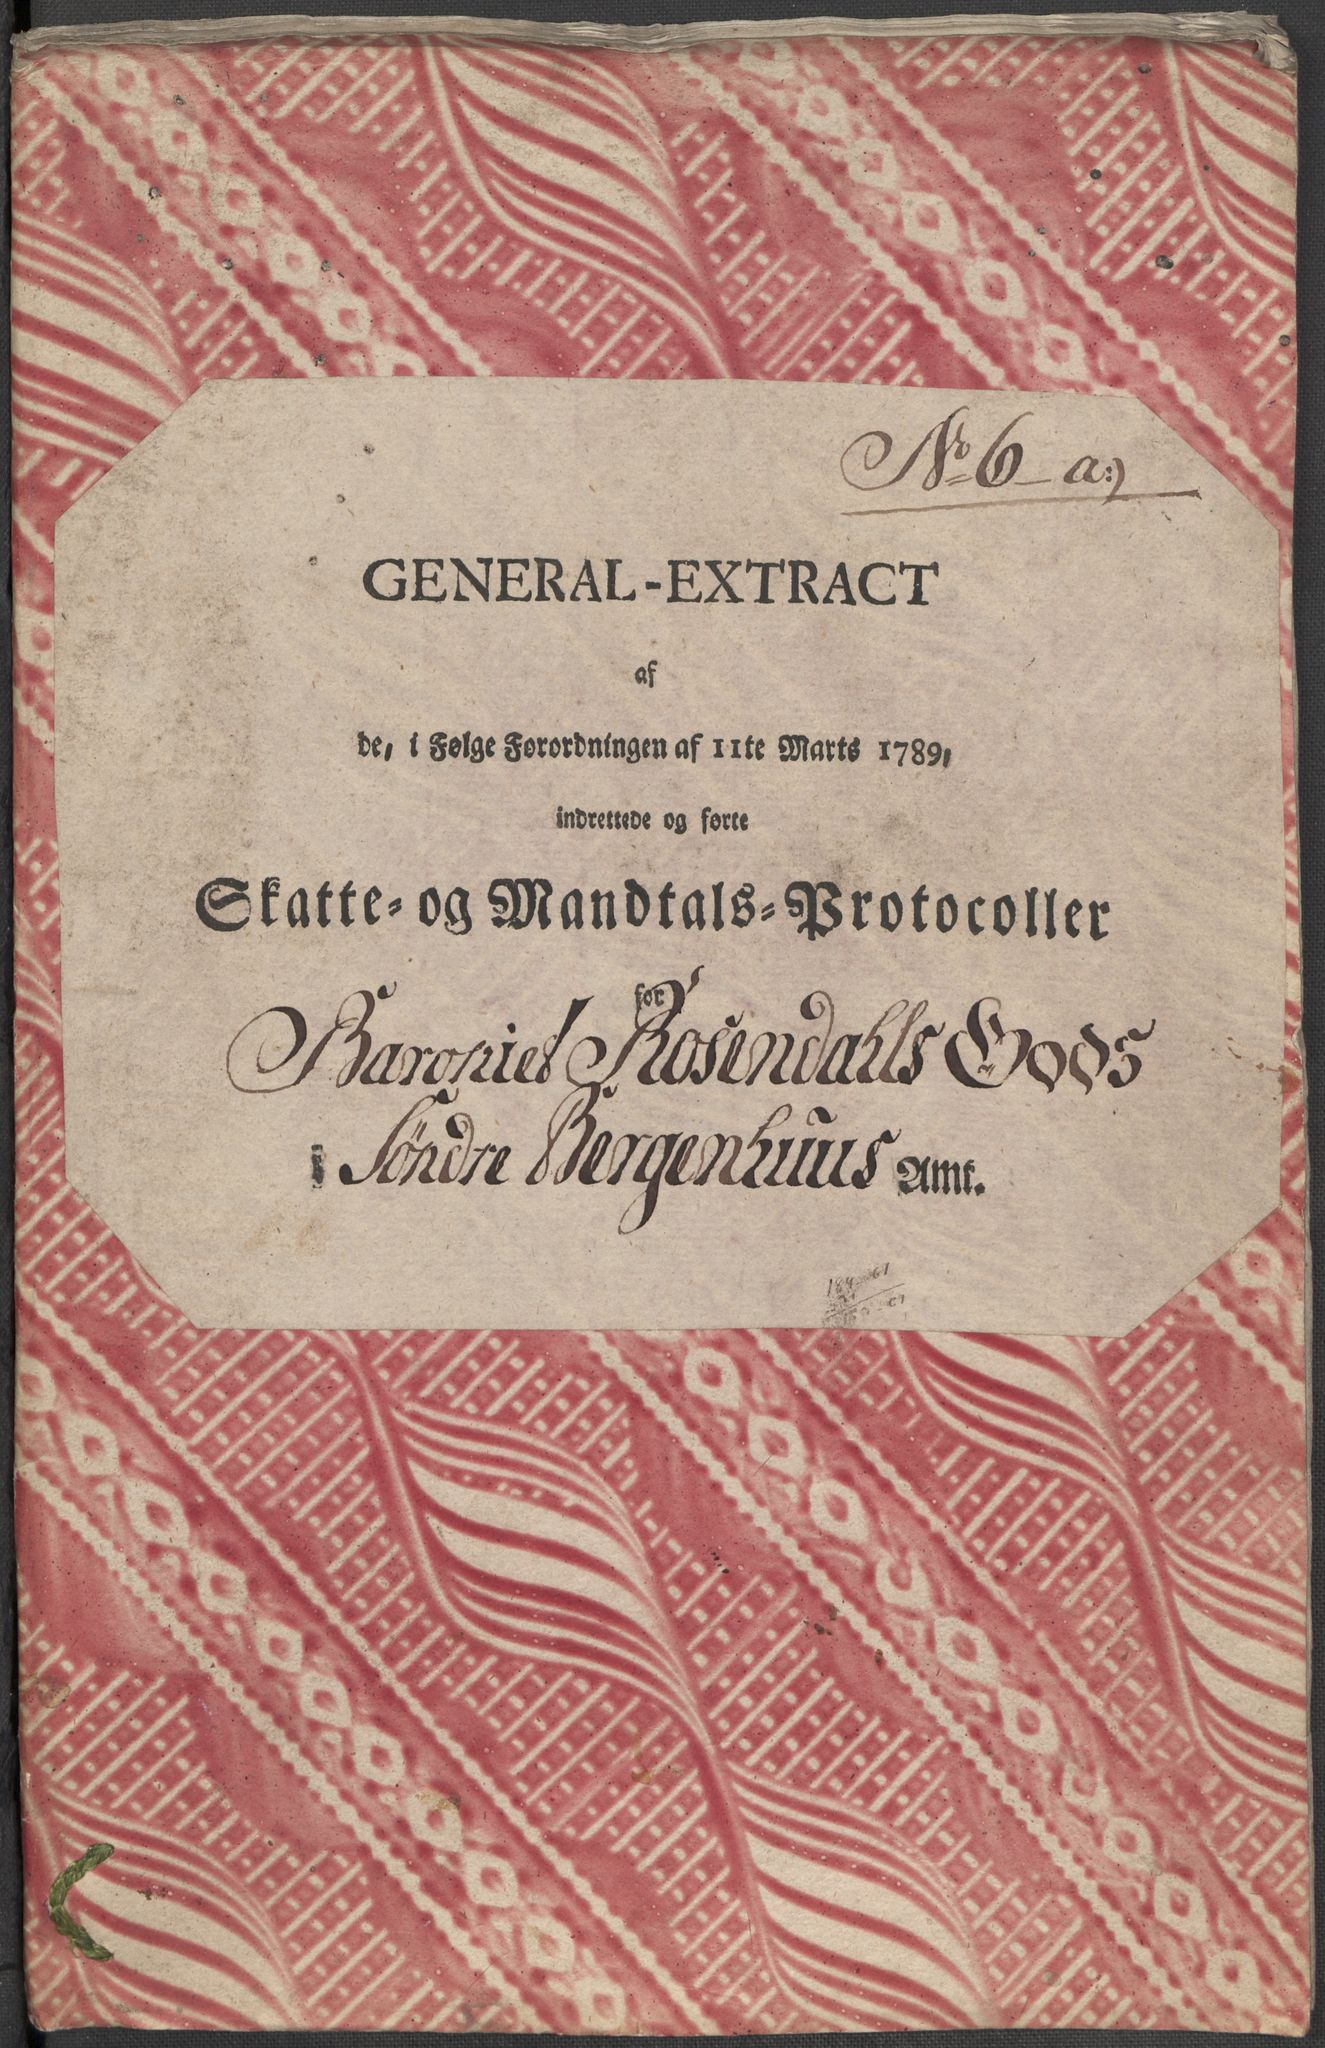 No 6 a:)
GENERAL-EXTRACT
af
de, i Følge Forordningen af 11te Marts 1789,
indrettede og førte
Skatte- og Mandtals-Protocoller
for
Baroniet Rosendahls Gods
i Søndre Bergenhuus Amt.